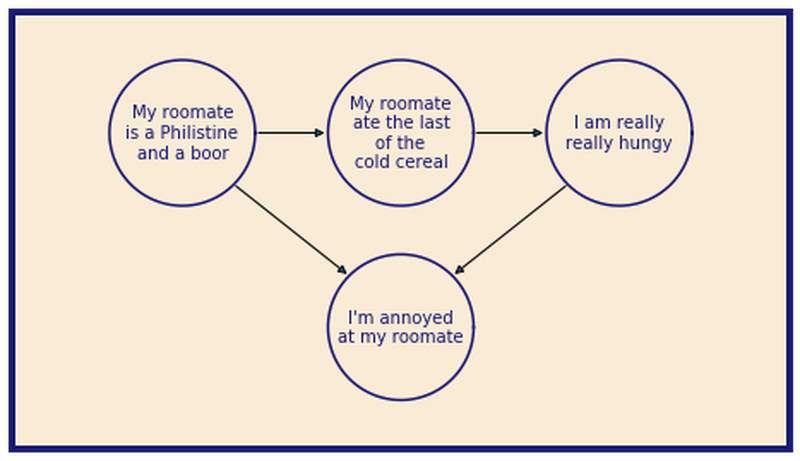 My roomate
is a Philistine
and a boor
My roomate
ate the last
of the
cold cereal
I am really
really hungy
I'm annoyed
at my roomate